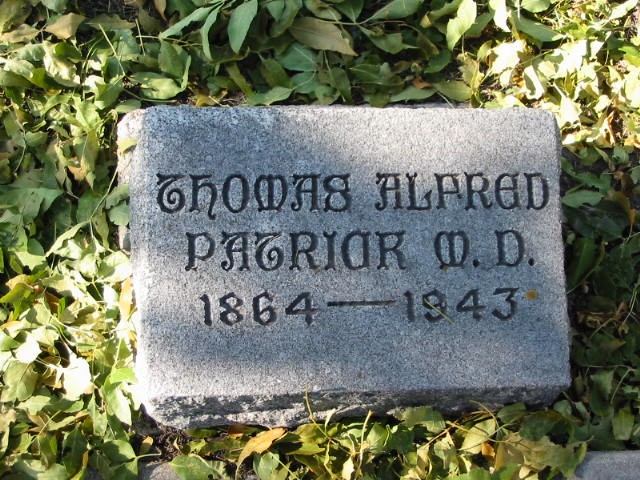 THOMAS ALFRED
PATRICK M.D.
1864—1943